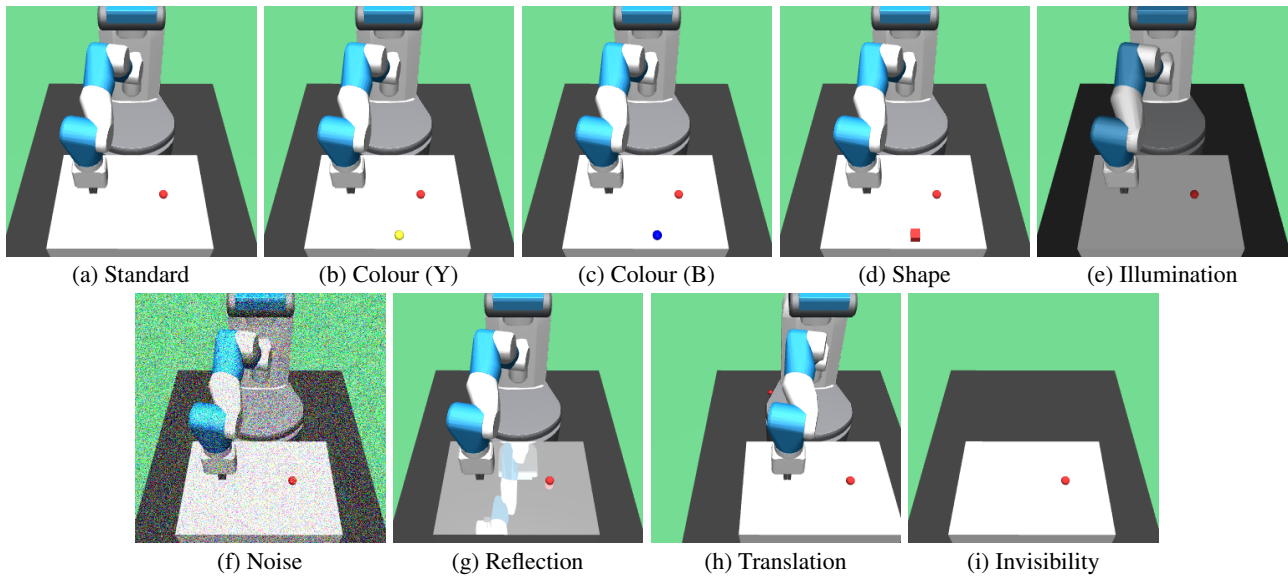 (a) Standard
(b) Colour (Y)
(c) Colour (B)
(d) Shape
(e) Illumination
(f) Noise
(g) Reflection
(h) Translation
(i) Invisibility